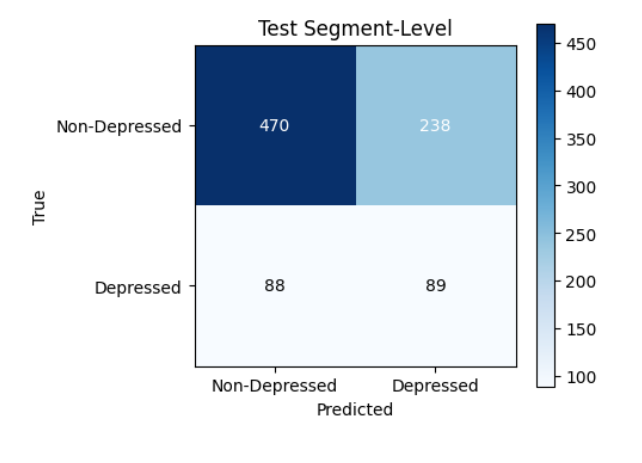 Test Segment-Level
Non-Depressed
470
238
Depressed
88
89
True
Non-Depressed
Depressed
Predicted
450
400
350
300
250
200
150
100